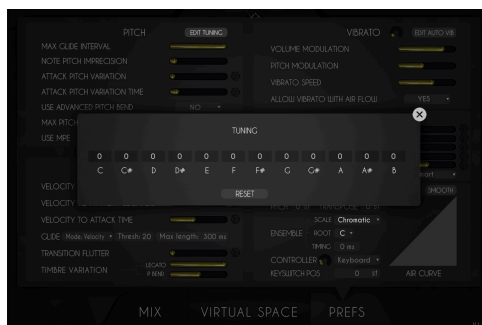 PITCH
EDIT TUNING
MAX GLIDE INTERVAL
NOTE PITCH IMPRECISION
ATTACK PITCH VARIATION
ATTACK PITCH VARIATION TIME
USE ADVANCED PITCH BEND NO
MAX PITCH
USE MPE
VIBRATO
EDIT AUTO VIB
VOLUME MODULATION
PITCH MODULATION
VIBRATO SPEED
ALLOW VIBRATO WITH AIR FLOW YES
TUNING
0 0 0 0 0 0 0 0 0 0 0 0
C C# D D# E F F# G G# A A# B
RESET
VELOCITY
VELOCITY
VELOCITY TO ATTACK TIME
GLIDE Mode: Velocity Thresh: 20 Max length: 300 ms
TRANSITION FLUTTER
TIMBRE VARIATION LEGATO
P.BEND
SMOOTH
SCALE Chromatic
ENSEMBLE ROOT C
TIMING 0 ms
CONTROLLER Keyboard
KEYSWITCH POS 0 ST
AIR CURVE
MIX VIRTUAL SPACE PREFS